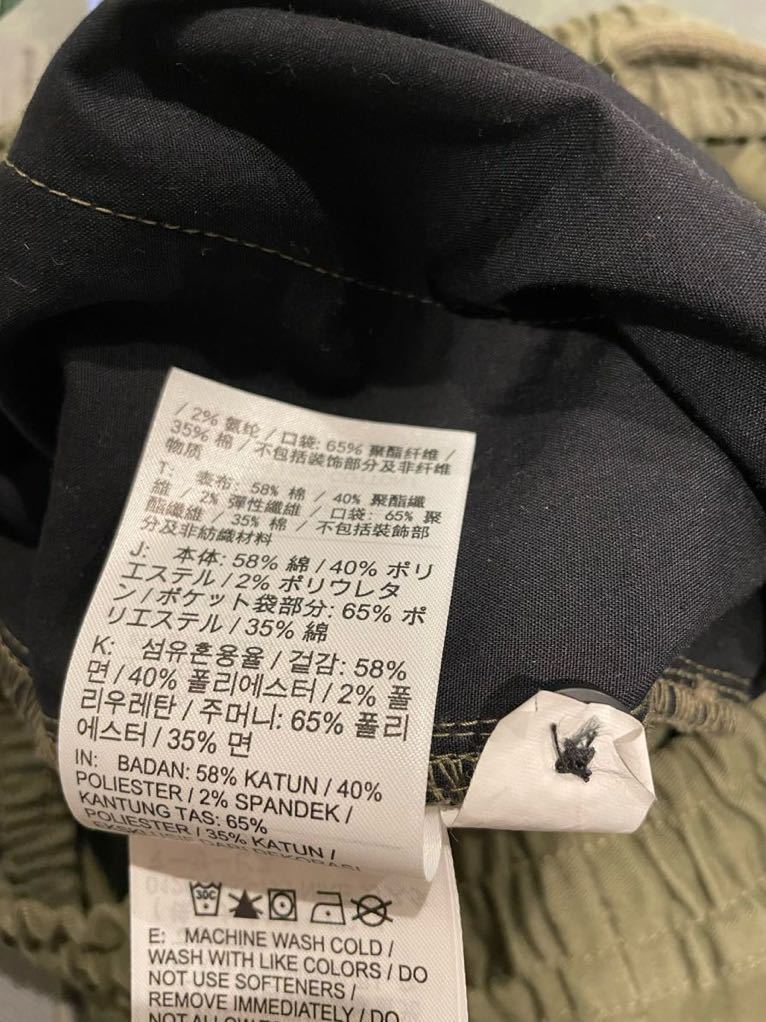 / 2% 氨纶 / 口袋: 65% 聚酯纤维 /
35% 棉 / 不包括装饰部分及非纤维
物质
T: 表布: 58% 棉 / 40% 聚酯纖
維 / 2% 彈性纖維 / 口袋: 65% 聚
酯纖維 / 35% 棉 / 不包括裝飾部
分及非紡織材料
J: 本体: 58% 綿 / 40% ポリ
エステル / 2% ポリウレタ
ン / ポケット袋部分: 65% ポ
リエステル / 35% 綿
K: 섬유혼용율 / 겉감: 58%
면 / 40% 폴리에스터 / 2% 폴
리우레탄 / 주머니: 65% 폴리
에스터 / 35% 면
IN: BADAN: 58% KATUN / 40%
POLIESTER / 2% SPANDEK /
KANTUNG TAS: 65%
POLIESTER / 35% KATUN /
EKSKLUSIF DARI DEKORASI
30C
E: MACHINE WASH COLD /
WASH WITH LIKE COLORS / DO
NOT USE SOFTENERS /
REMOVE IMMEDIATELY / DO
NOT ALLOW